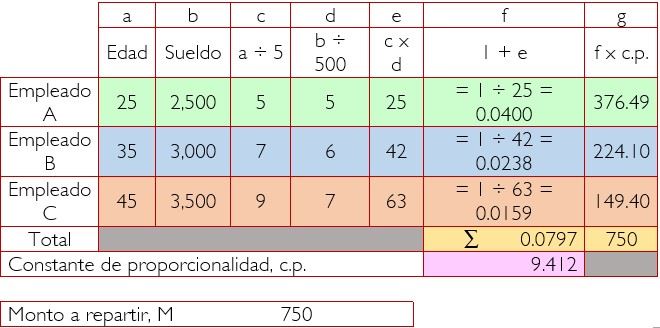 a b c d e f g
Edad Sueldo a ÷ 5 b ÷ 500 c x d 1 ÷ e f x c.p.
Empleado A 25 2,500 5 5 25 = 1 ÷ 25 = 0.0400 376.49
Empleado B 35 3,000 7 6 42 = 1 ÷ 42 = 0.0238 224.10
Empleado C 45 3,500 9 7 63 = 1 ÷ 63 = 0.0159 149.40
Total Σ 0.0797 750
Constante de proporcionalidad, c.p. 9.412
Monto a repartir, M 750